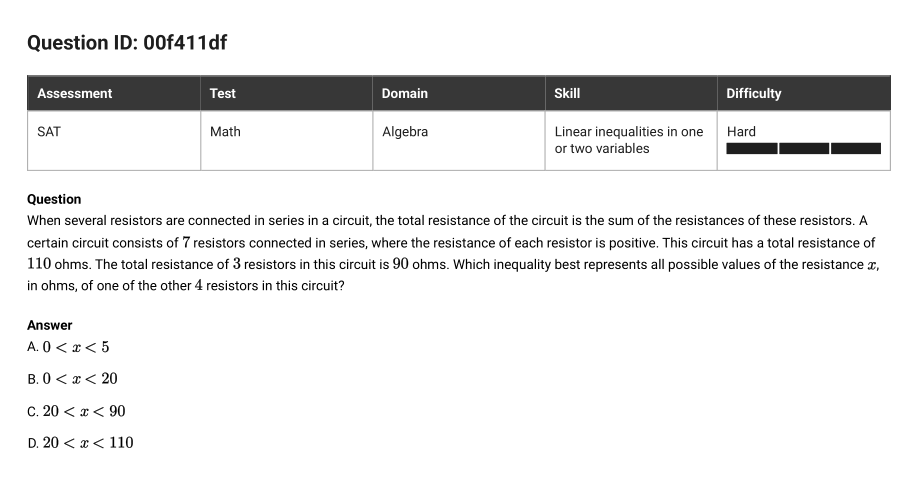 Question ID: 00f411df
Assessment Test Domain Skill Difficulty
SAT Math Algebra Linear inequalities in one Hard
or two variables
Question
When several resistors are connected in series in a circuit, the total resistance of the circuit is the sum of the resistances of these resistors. A
certain circuit consists of 7 resistors connected in series, where the resistance of each resistor is positive. This circuit has a total resistance of
110 ohms. The total resistance of 3 resistors in this circuit is 90 ohms. Which inequality best represents all possible values of the resistance x,
in ohms, of one of the other 4 resistors in this circuit?
Answer
A. 0 < x < 5
B. 0 < x < 20
C. 20 < x < 90
D. 20 < x < 110